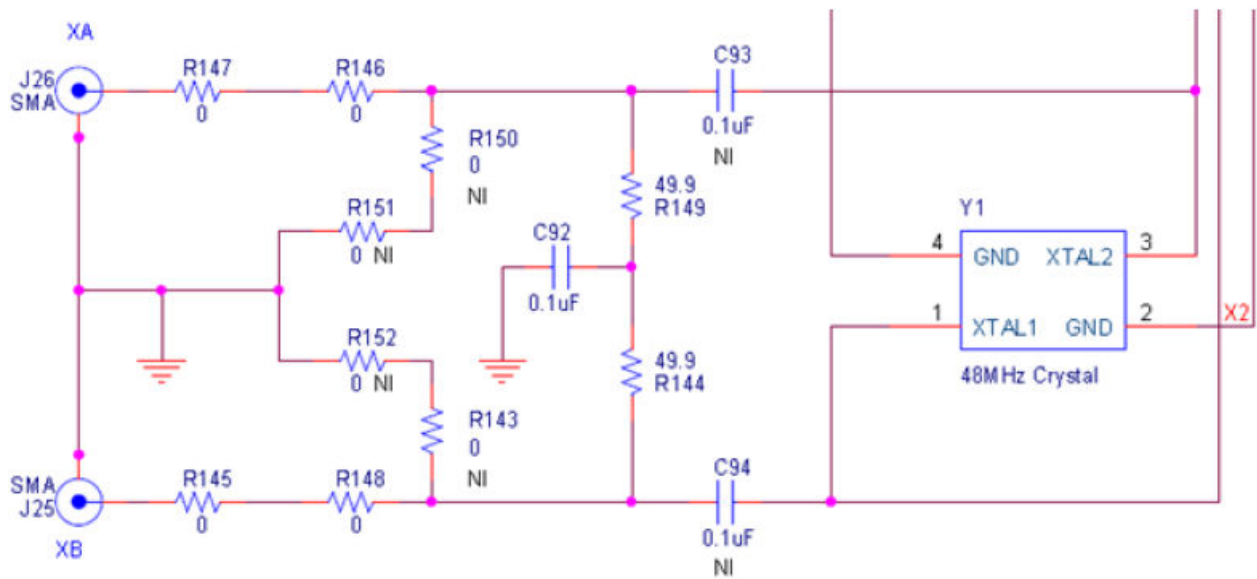 XA
J26
SMA
R147
0
R146
0
R150
0
NI
R151
0 NI
C93
0.1uF
NI
49.9
R149
C92
0.1uF
Y1
4
GND
XTAL2
3
1
XTAL1
GND
2
X2
48MHz Crystal
R152
0 NI
49.9
R144
R143
0
NI
SMA
J25
XB
R145
0
R148
0
C94
0.1uF
NI